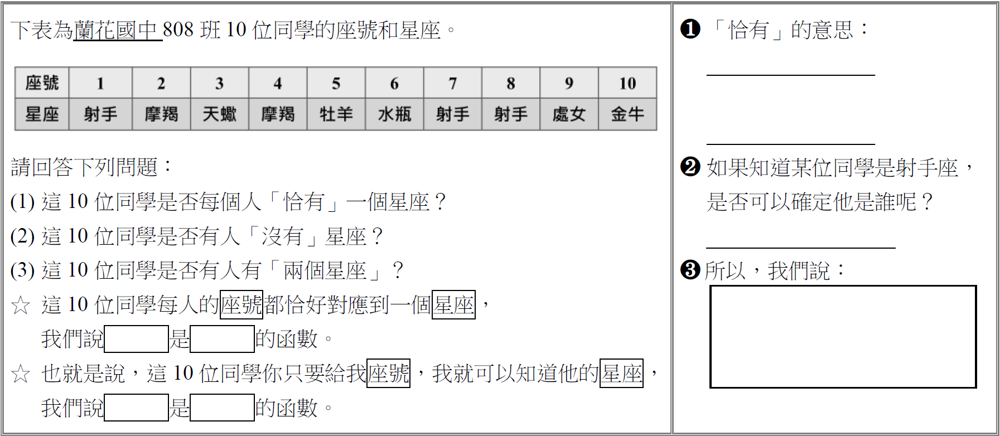 下表為蘭花國中 808 班 10 位同學的座號和星座。
座號 1 2 3 4 5 6 7 8 9 10
星座 射手 摩羯 天蠍 摩羯 牡羊 水瓶 射手 射手 處女 金牛
請回答下列問題：
(1) 這 10 位同學是否每個人「恰有」一個星座？
(2) 這 10 位同學是否有人「沒有」星座？
(3) 這 10 位同學是否有人有「兩個星座」？
☆ 這 10 位同學每人的座號都恰好對應到一個星座，
我們說 是 的函數。
☆ 也就是說，這 10 位同學你只要給我座號，我就可以知道他的星座，
我們說 是 的函數。
❶「恰有」的意思：
❷ 如果知道某位同學是射手座，
是否可以確定他是誰呢？
❸ 所以，我們說：